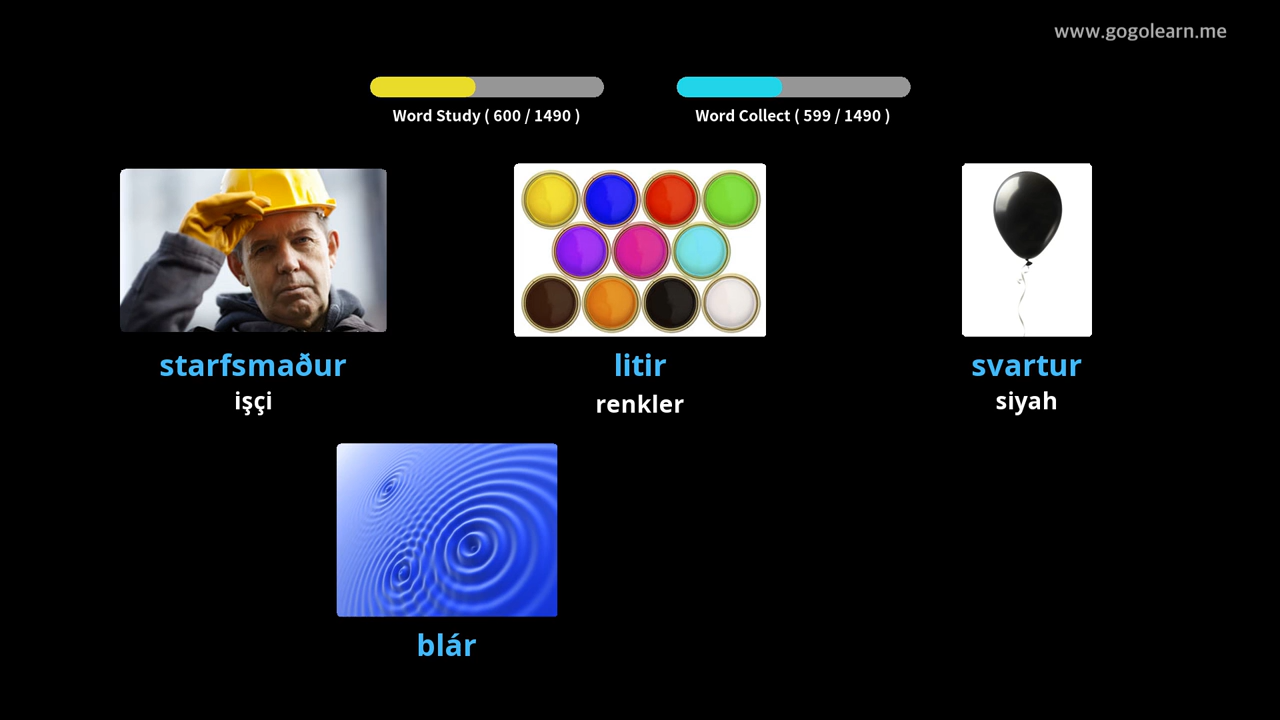 www.gogolearn.me
Word Study ( 600 / 1490 )
Word Collect ( 599 / 1490 )
starfsmaður
işçi
litir
renkler
svartur
siyah
blár